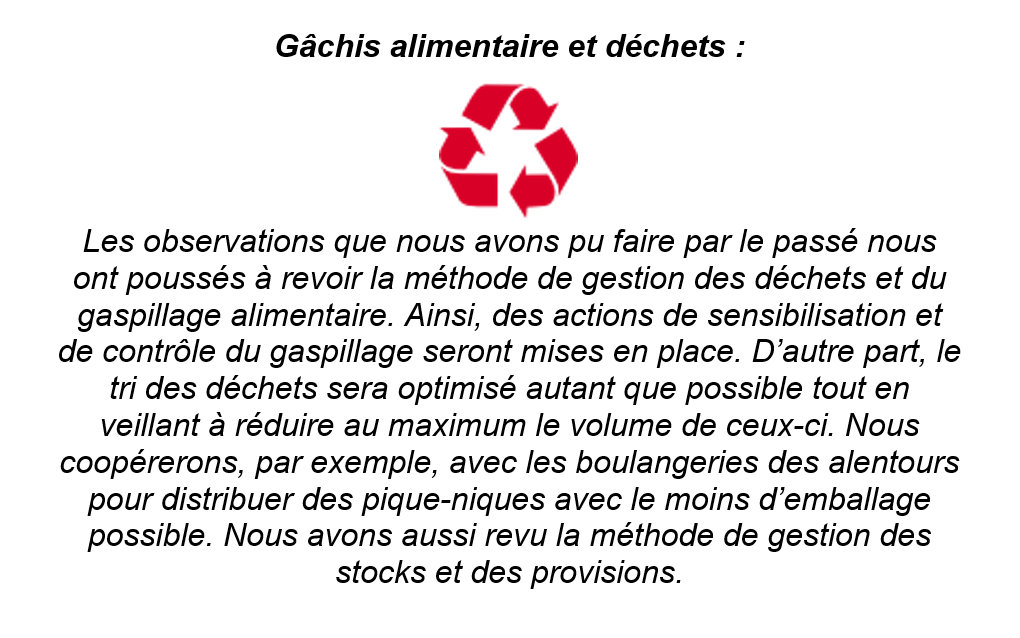 Gâchis alimentaire et déchets :
Les observations que nous avons pu faire par le passé nous
ont poussés à revoir la méthode de gestion des déchets et du
gaspillage alimentaire. Ainsi, des actions de sensibilisation et
de contrôle du gaspillage seront mises en place. D’autre part, le
tri des déchets sera optimisé autant que possible tout en
veillant à réduire au maximum le volume de ceux-ci. Nous
coopérerons, par exemple, avec les boulangeries des alentours
pour distribuer des pique-niques avec le moins d’emballage
possible. Nous avons aussi revu la méthode de gestion des
stocks et des provisions.